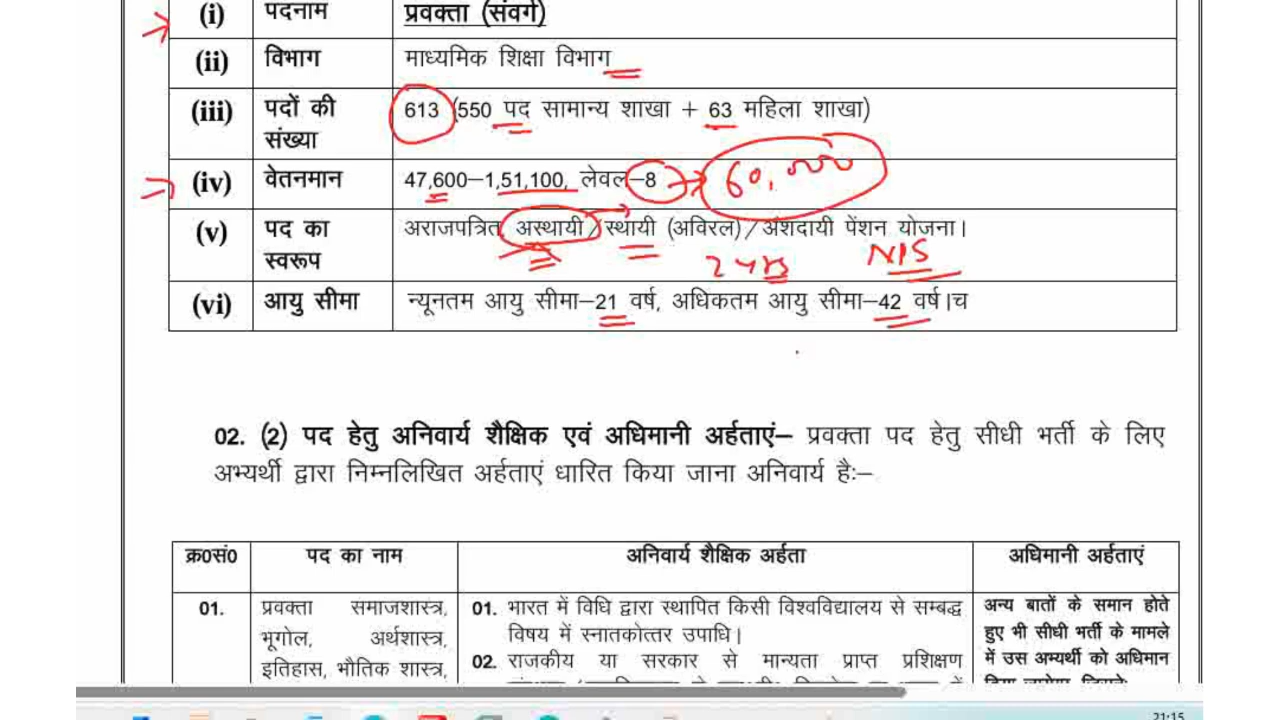 (i) पदनाम प्रवक्ता (संवर्ग)
(ii) विभाग माध्यमिक शिक्षा विभाग
(iii) पदों की संख्या 613 (550 पद सामान्य शाखा + 63 महिला शाखा)
(iv) वेतनमान 47,600–1,51,100, लेवल–8 60,000
(v) पद का स्वरूप अराजपत्रित अस्थायी/स्थायी (अविरल)/अंशदायी पेंशन योजना।
2 yrs NPS
(vi) आयु सीमा न्यूनतम आयु सीमा–21 वर्ष, अधिकतम आयु सीमा–42 वर्ष।च
02. (2) पद हेतु अनिवार्य शैक्षिक एवं अधिमानी अर्हताएं– प्रवक्ता पद हेतु सीधी भर्ती के लिए
अभ्यर्थी द्वारा निम्नलिखित अर्हताएं धारित किया जाना अनिवार्य हैः–
क्र0सं0 पद का नाम अनिवार्य शैक्षिक अर्हता अधिमानी अर्हताएं
01. प्रवक्ता समाजशास्त्र,
भूगोल, अर्थशास्त्र,
इतिहास, भौतिक शास्त्र,
01. भारत में विधि द्वारा स्थापित किसी विश्वविद्यालय से सम्बद्ध
विषय में स्नातकोत्तर उपाधि।
02. राजकीय या सरकार से मान्यता प्राप्त प्रशिक्षण
अन्य बातों के समान होते
हुए भी सीधी भर्ती के मामले
में उस अभ्यर्थी को अधिमान
21:15